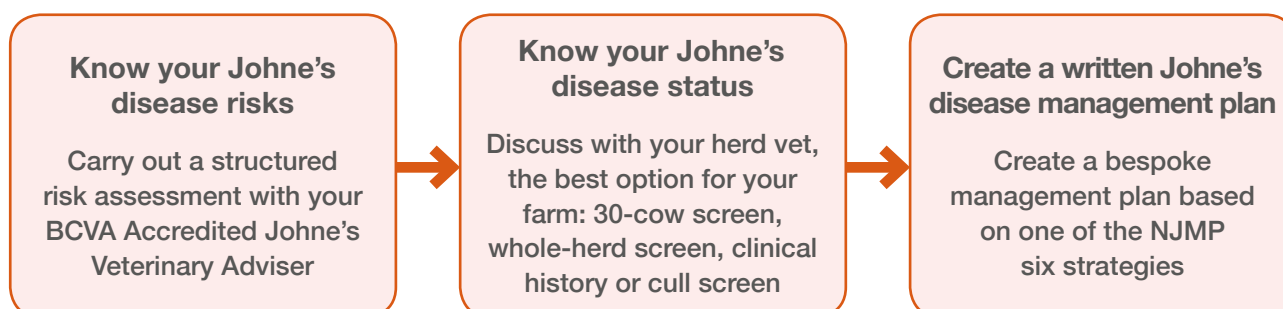 Know your Johne's
disease risks
Carry out a structured
risk assessment with your
BCVA Accredited Johne's
Veterinary Adviser
Know your Johne's
disease status
Discuss with your herd vet,
the best option for your
farm: 30-cow screen,
whole-herd screen, clinical
history or cull screen
Create a written Johne's
disease management plan
Create a bespoke
management plan based
on one of the NJMP
six strategies